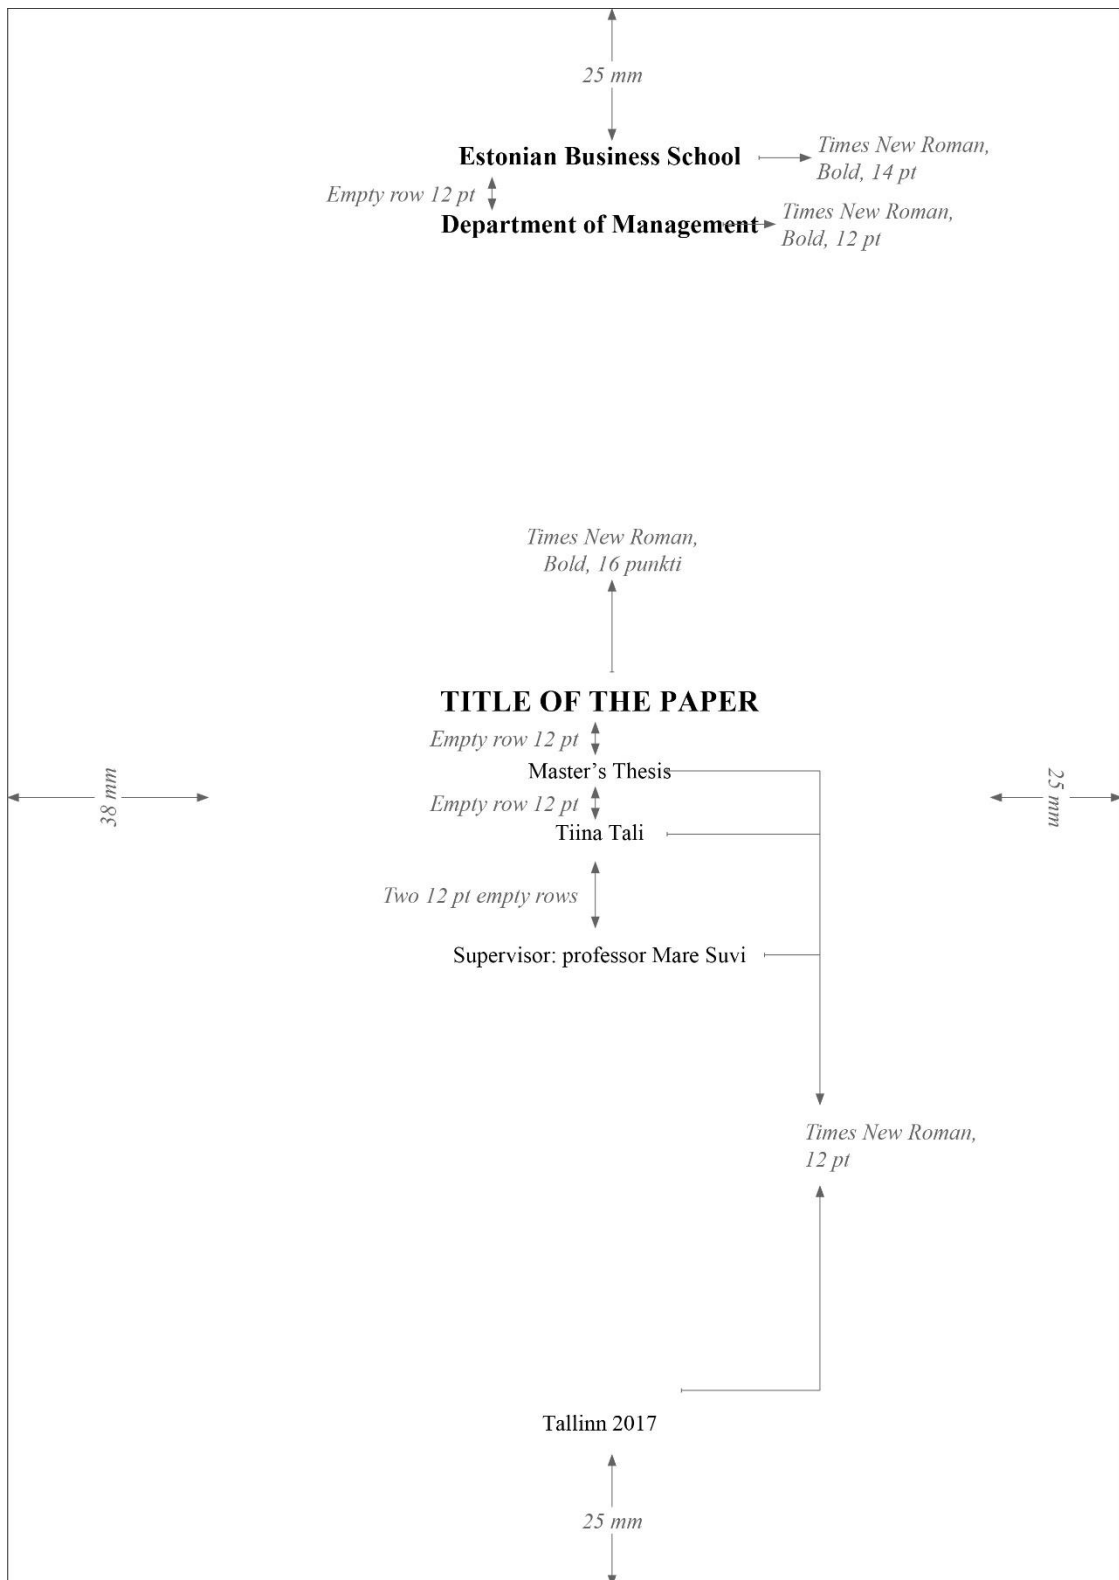 25 mm
Estonian Business School
Times New Roman,
Bold, 14 pt
Empty row 12 pt
Department of Management
Times New Roman,
Bold, 12 pt
Times New Roman,
Bold, 16 punkti
TITLE OF THE PAPER
Empty row 12 pt
Master’s Thesis
38 mm
25 mm
Empty row 12 pt
Tiina Tali
Two 12 pt empty rows
Supervisor: professor Mare Suvi
Times New Roman,
12 pt
Tallinn 2017
25 mm